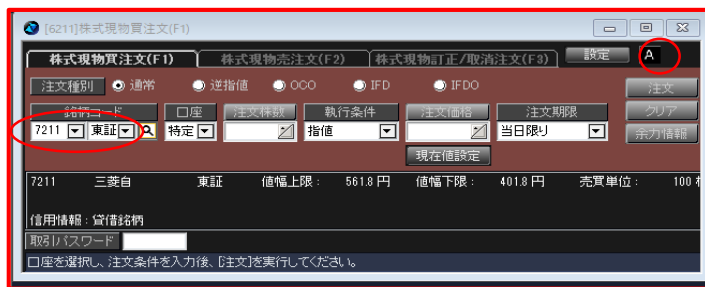 [6211]株式現物買注文(F1)
株式現物買注文(F1) 株式現物売注文(F2) 株式現物訂正/取消注文(F3) 設定 A
注文種別 通常 逆指値 OCO IFD IFDO 注文
銘柄コード 口座 注文株数 執行条件 注文価格 注文期限 クリア
7211 東証 特定 指値 当日限り 余力情報
現在値設定
7211 三菱自 東証 値幅上限: 561.8円 値幅下限: 401.8円 売買単位: 100
信用情報:貸借銘柄
取引パスワード
口座を選択し、注文条件を入力後、[注文]を実行してください。